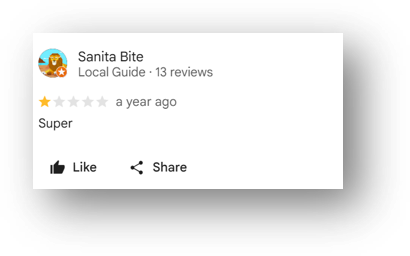 Sanita Bite
Local Guide · 13 reviews
a year ago
Super
Like Share